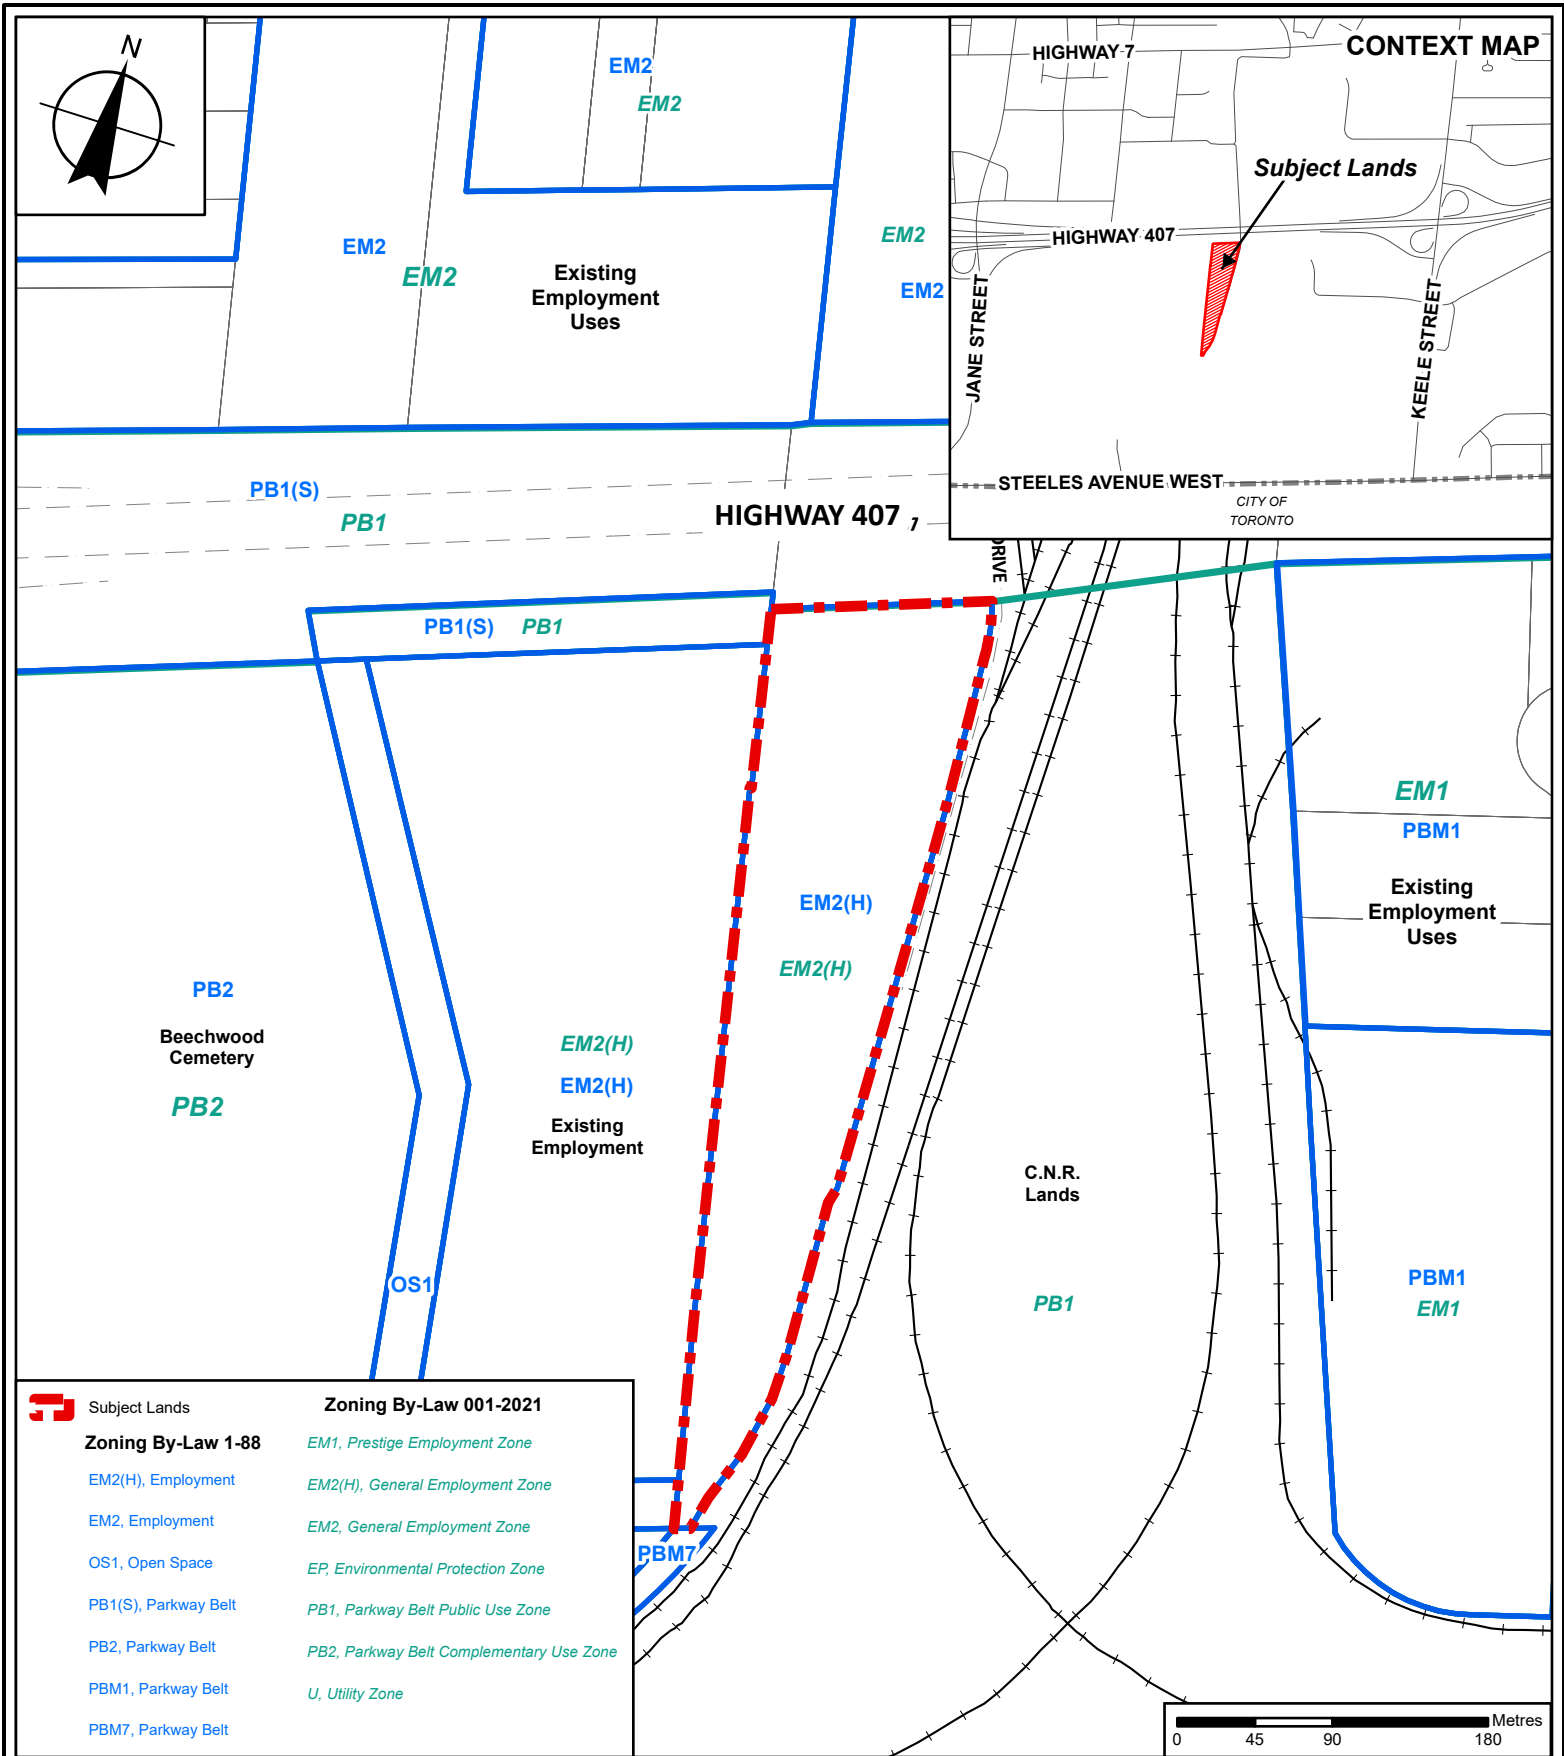 N
EM2
EM2
CONTEXT MAP
HIGHWAY 7
Subject Lands
HIGHWAY 407
JANE STREET
KEELE STREET
STEELES AVENUE WEST
CITY OF
TORONTO
EM2
EM2
Existing
Employment
Uses
EM2
EM2
PB1(S)
PB1
HIGHWAY 407
DRIVE
PB1(S)
PB1
EM1
PBM1
Existing
Employment
Uses
EM2(H)
EM2(H)
PB2
Beechwood
Cemetery
PB2
EM2(H)
EM2(H)
Existing
Employment
C.N.R.
Lands
PB1
OS1
PBM1
EM1
PBM7
Subject Lands
Zoning By-Law 1-88
EM2(H), Employment
EM2, Employment
OS1, Open Space
PB1(S), Parkway Belt
PB2, Parkway Belt
PBM1, Parkway Belt
PBM7, Parkway Belt
Zoning By-Law 001-2021
EM1, Prestige Employment Zone
EM2(H), General Employment Zone
EM2, General Employment Zone
EP, Environmental Protection Zone
PB1, Parkway Belt Public Use Zone
PB2, Parkway Belt Complementary Use Zone
U, Utility Zone
Metres
0 45 90 180